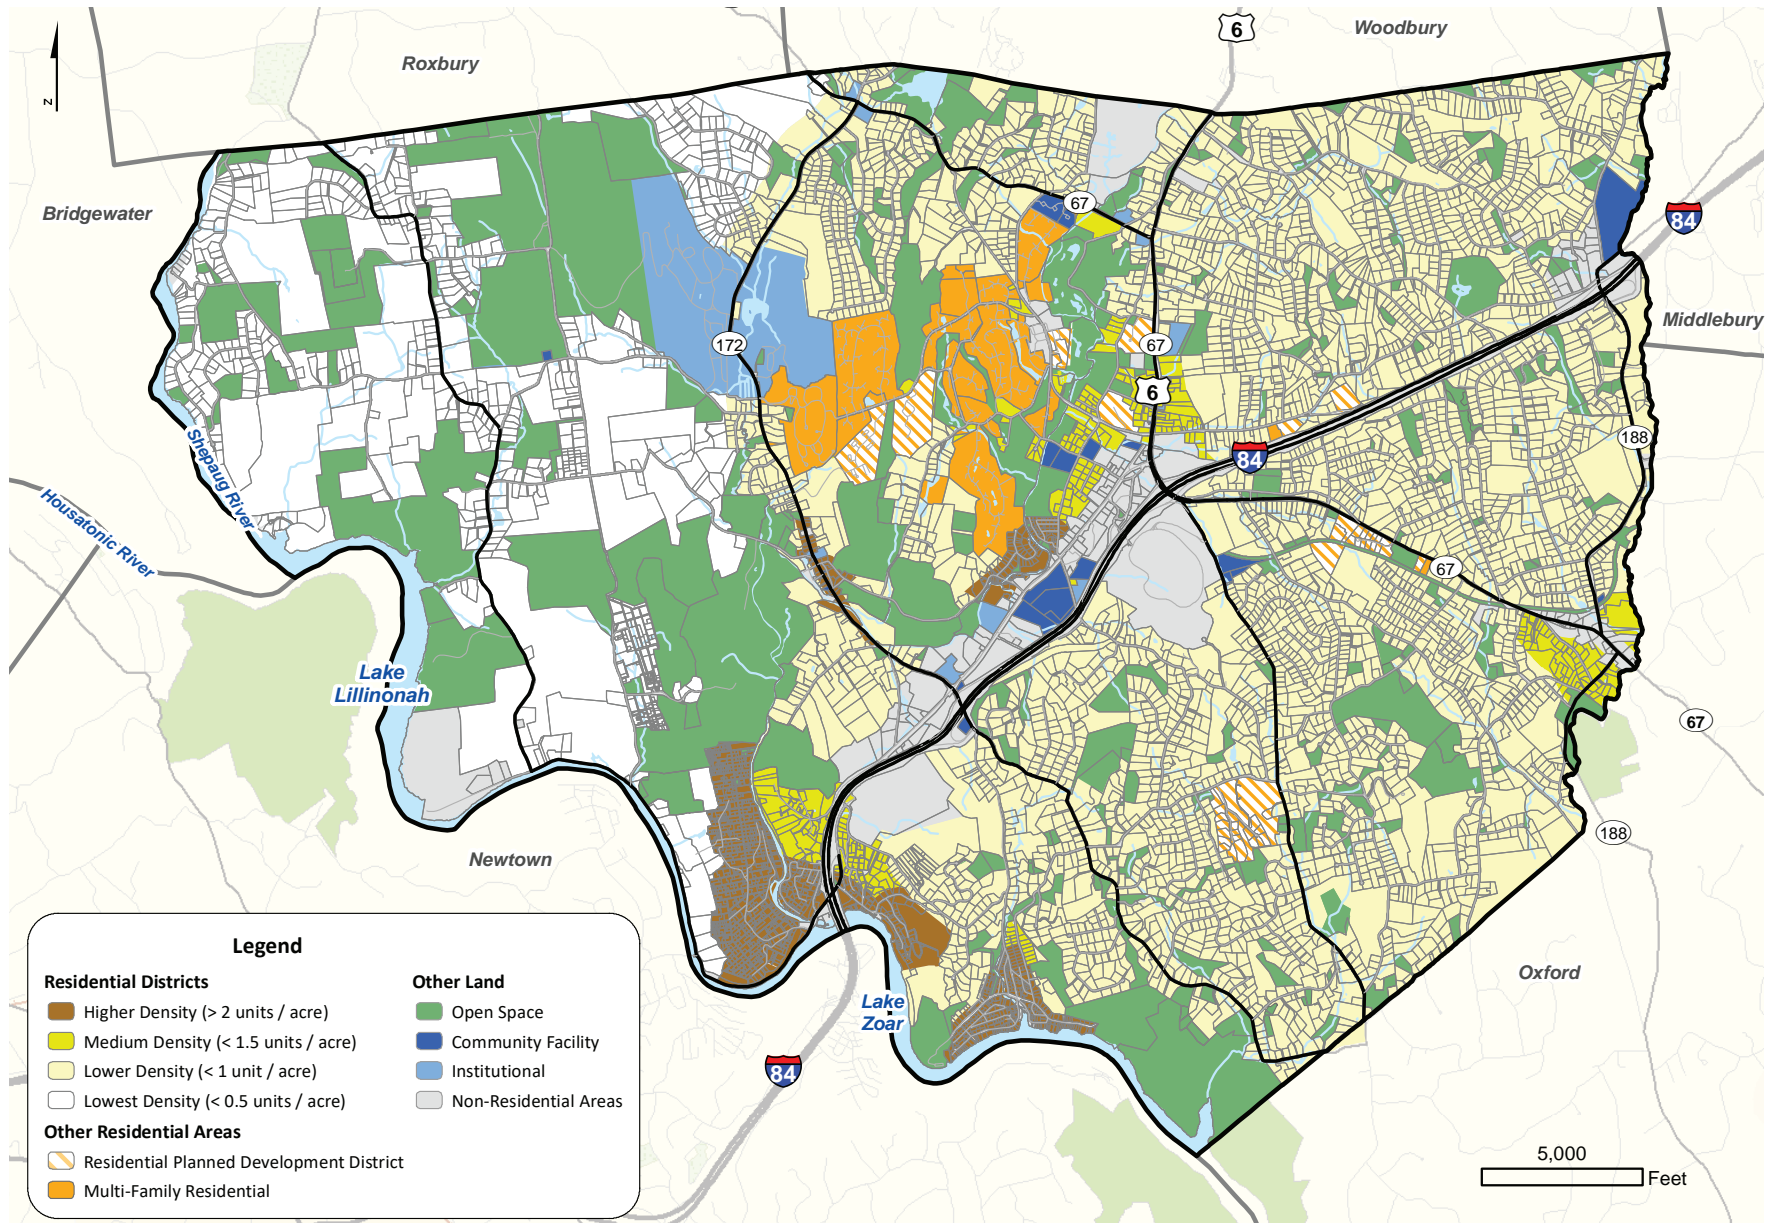 6
Woodbury
Roxbury
N
Bridgewater
67
84
172
67
Middlebury
6
188
84
Shepaug River
Housatonic River
67
Lake
Lillinonah
67
188
Newtown
Oxford
Lake
Zoar
84
Legend
Residential Districts
Higher Density (> 2 units / acre)
Medium Density (< 1.5 units / acre)
Lower Density (< 1 unit / acre)
Lowest Density (< 0.5 units / acre)
Other Residential Areas
Residential Planned Development District
Multi-Family Residential
Other Land
Open Space
Community Facility
Institutional
Non-Residential Areas
5,000
Feet